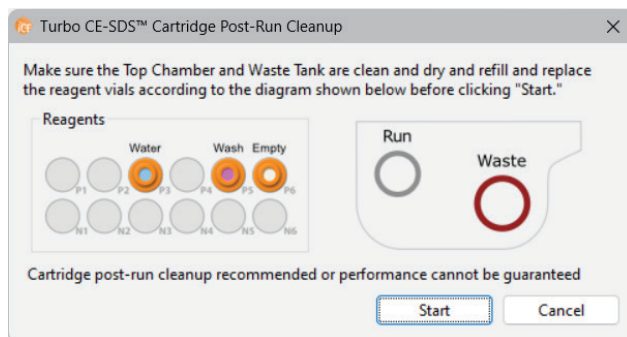 Turbo CE-SDS™ Cartridge Post-Run Cleanup
Make sure the Top Chamber and Waste Tank are clean and dry and refill and replace
the reagent vials according to the diagram shown below before clicking "Start."
Reagents
Water Wash Empty
P1 P2 P3 P4 P5 P6
N1 N2 N3 N4 N5 N6
Run
Waste
Cartridge post-run cleanup recommended or performance cannot be guaranteed
Start Cancel